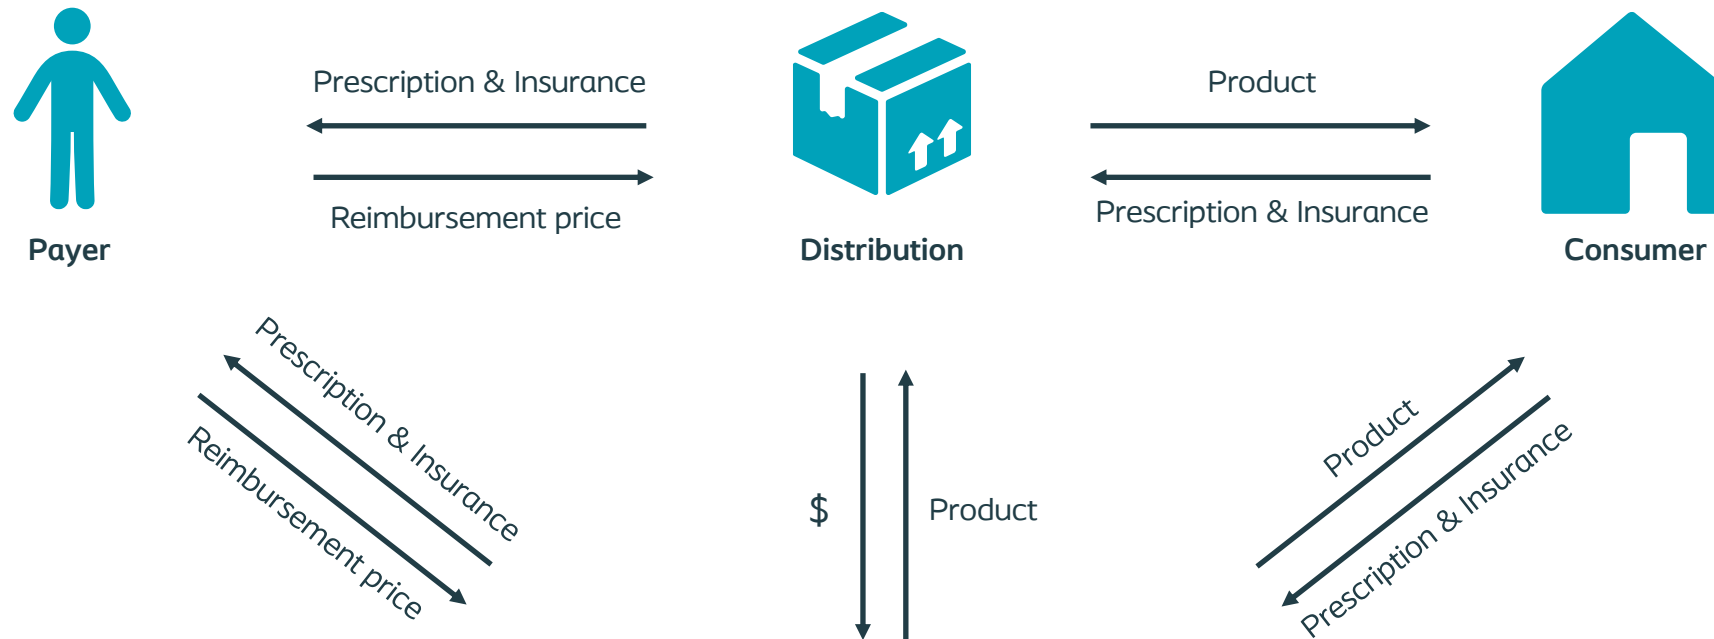 Prescription & Insurance
Product
Reimbursement price
Prescription & Insurance
Payer
Distribution
Consumer
Prescription & Insurance
Reimbursement price
$
Product
Product
Prescription & Insurance